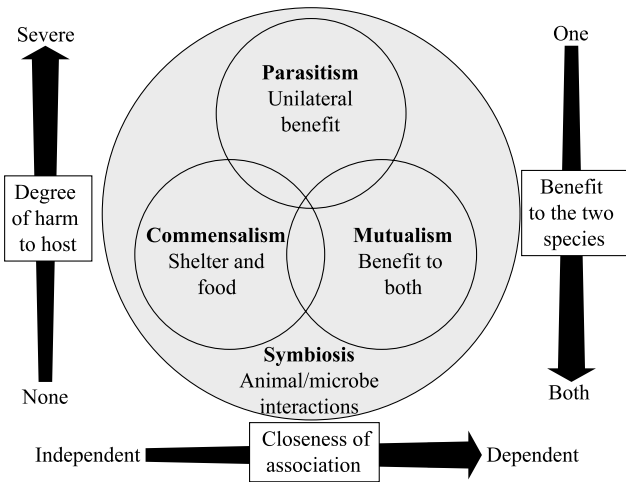 Severe
One
Parasitism
Unilateral
benefit
Degree
of harm
to host
Benefit
to the two
species
Commensalism
Shelter and
food
Mutualism
Benefit to
both
Symbiosis
Animal/microbe
interactions
None
Both
Independent
Closeness of
association
Dependent